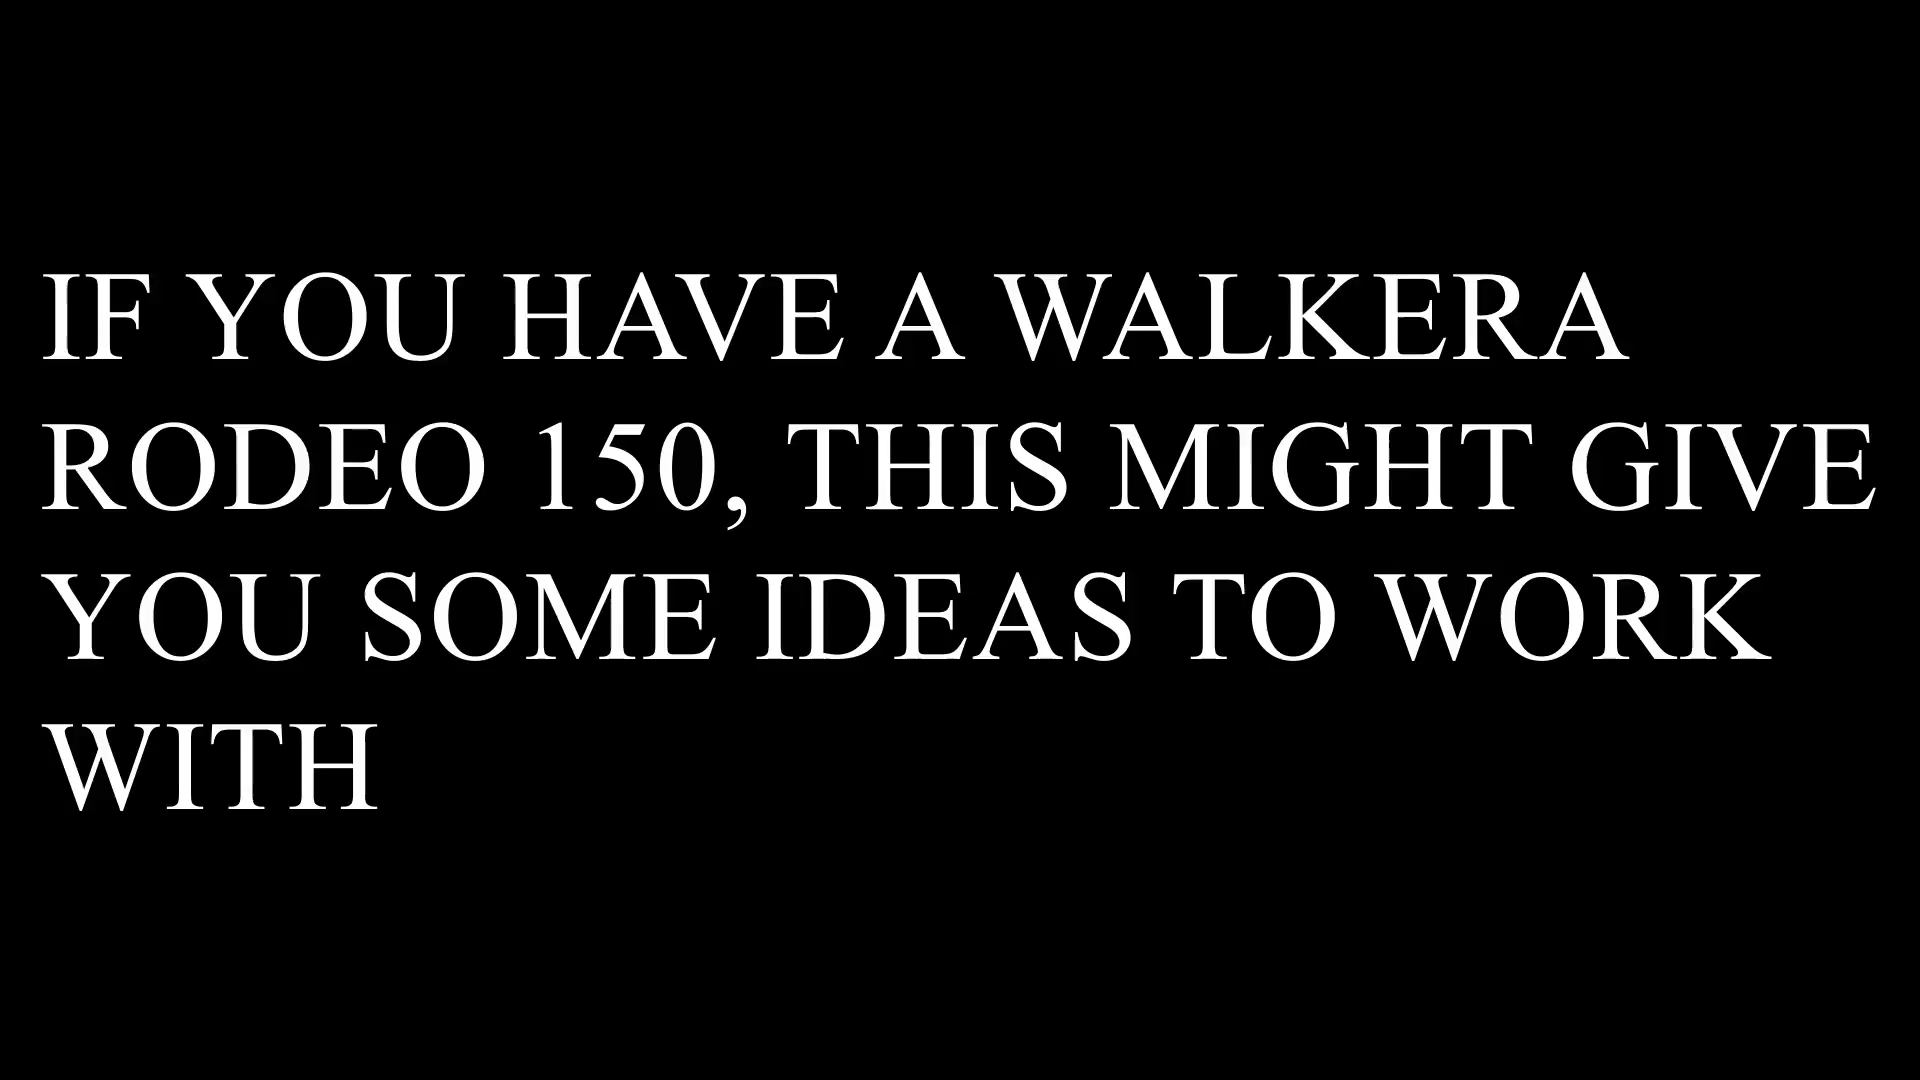 IF YOU HAVE A WALKERA
RODEO 150, THIS MIGHT GIVE
YOU SOME IDEAS TO WORK
WITH